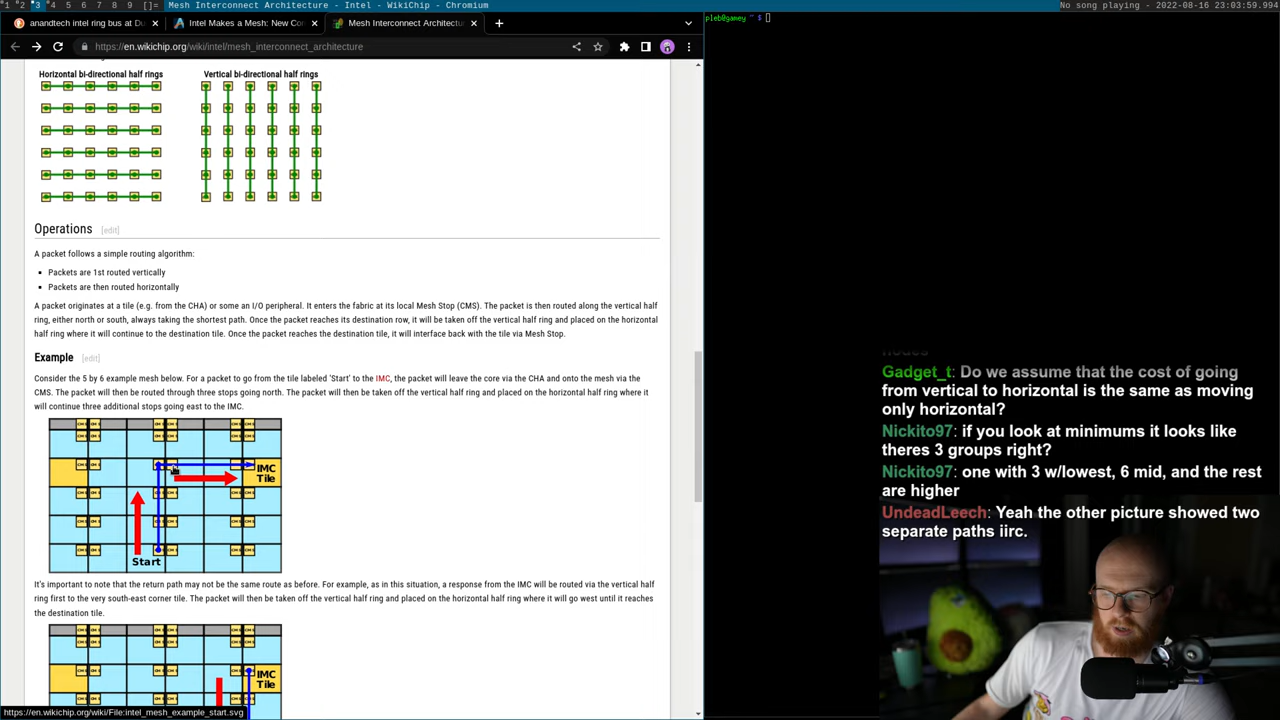 []= Mesh Interconnect Architecture - Intel - WikiChip - Chromium
No song playing - 2022-08-16 23:03:59.994
anandtech intel ring bus at Du
Intel Makes a Mesh: New Con
Mesh Interconnect Architectur
https://en.wikichip.org/wiki/intel/mesh_interconnect_architecture
pleb@gamey ~ $
Horizontal bi-directional half rings
Vertical bi-directional half rings
Operations [edit]
A packet follows a simple routing algorithm:
Packets are 1st routed vertically
Packets are then routed horizontally
A packet originates at a tile (e.g. from the CHA) or some an I/O peripheral. It enters the fabric at its local Mesh Stop (CMS). The packet is then routed along the vertical half
ring, either north or south, always taking the shortest path. Once the packet reaches its destination row, it will be taken off the vertical half ring and placed on the horizontal
half ring where it will continue to the destination tile. Once the packet reaches the destination tile, it will interface back with the tile via Mesh Stop.
Example [edit]
Consider the 5 by 6 example mesh below. For a packet to go from the tile labeled 'Start' to the IMC, the packet will leave the core via the CHA and onto the mesh via the
CMS. The packet will then be routed through three stops going north. The packet will then be taken off the vertical half ring and placed on the horizontal half ring where it
will continue three additional stops going east to the IMC.
IMC
Tile
Start
It's important to note that the return path may not be the same route as before. For example, as in this situation, a response from the IMC will be routed via the vertical half
ring first to the very south-east corner tile. The packet will then be taken off the vertical half ring and placed on the horizontal half ring where it will go west until it reaches
the destination tile.
IMC
Tile
https://en.wikichip.org/wiki/File:intel_mesh_example_start.svg
nodes
Gadget_t: Do we assume that the cost of going
from vertical to horizontal is the same as moving
only horizontal?
Nickito97: if you look at minimums it looks like
theres 3 groups right?
Nickito97: one with 3 w/lowest, 6 mid, and the rest
are higher
UndeadLeech: Yeah the other picture showed two
separate paths iirc.